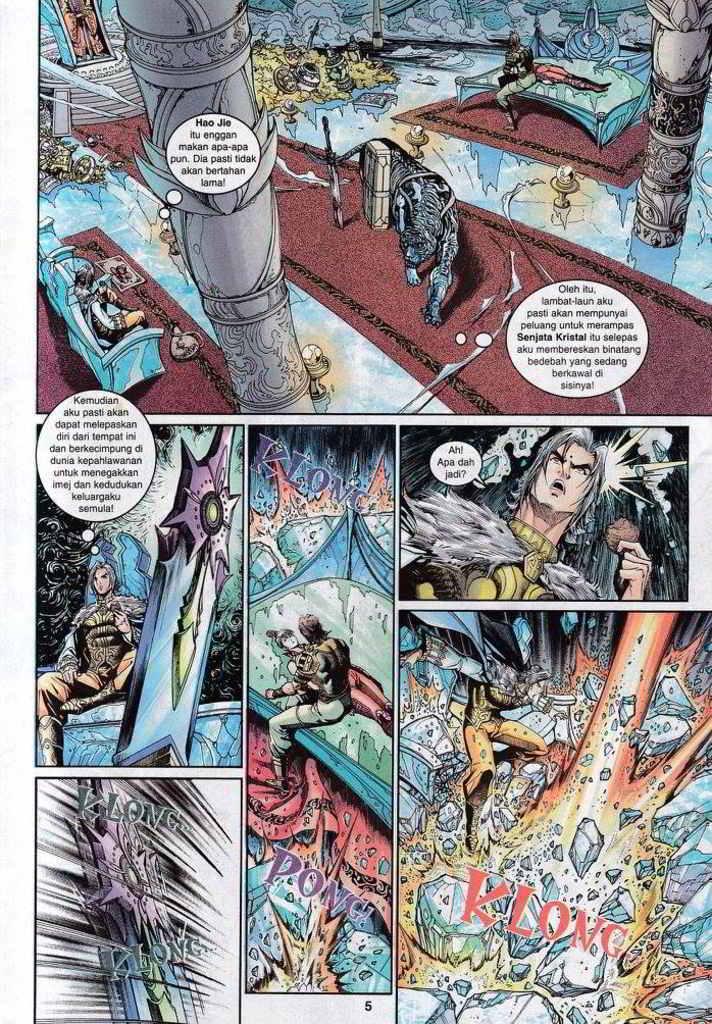 Hao Jie
itu enggan
makan apa-apa
pun. Dia pasti tidak
akan bertahan
lama!
Oleh itu,
lambat-laun aku
pasti akan mempunyai
peluang untuk merampas
Senjata Kristal itu selepas
aku membereskan binatang
bedebah yang sedang
berkawal di
sisinya!
Kemudian
aku pasti akan
dapat melepaskan
diri dari tempat ini
dan berkecimpung di
dunia kepahlawanan
untuk menegakkan
imej dan kedudukan
keluargaku
semula!
KLONG
Ah!
Apa dah
jadi?
KLONG...
KLONG...
PONG!
KLONG
5